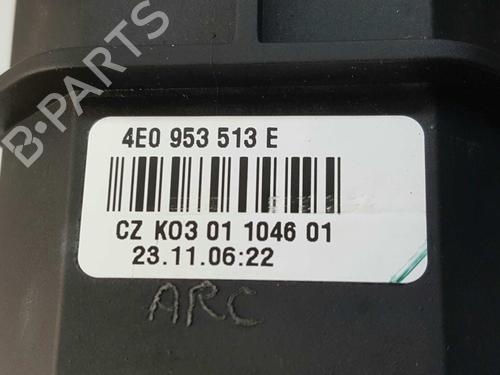 B-PARTS
4E0 953 513 E
CZ K03 01 1046 01
23.11.06:22
ARC